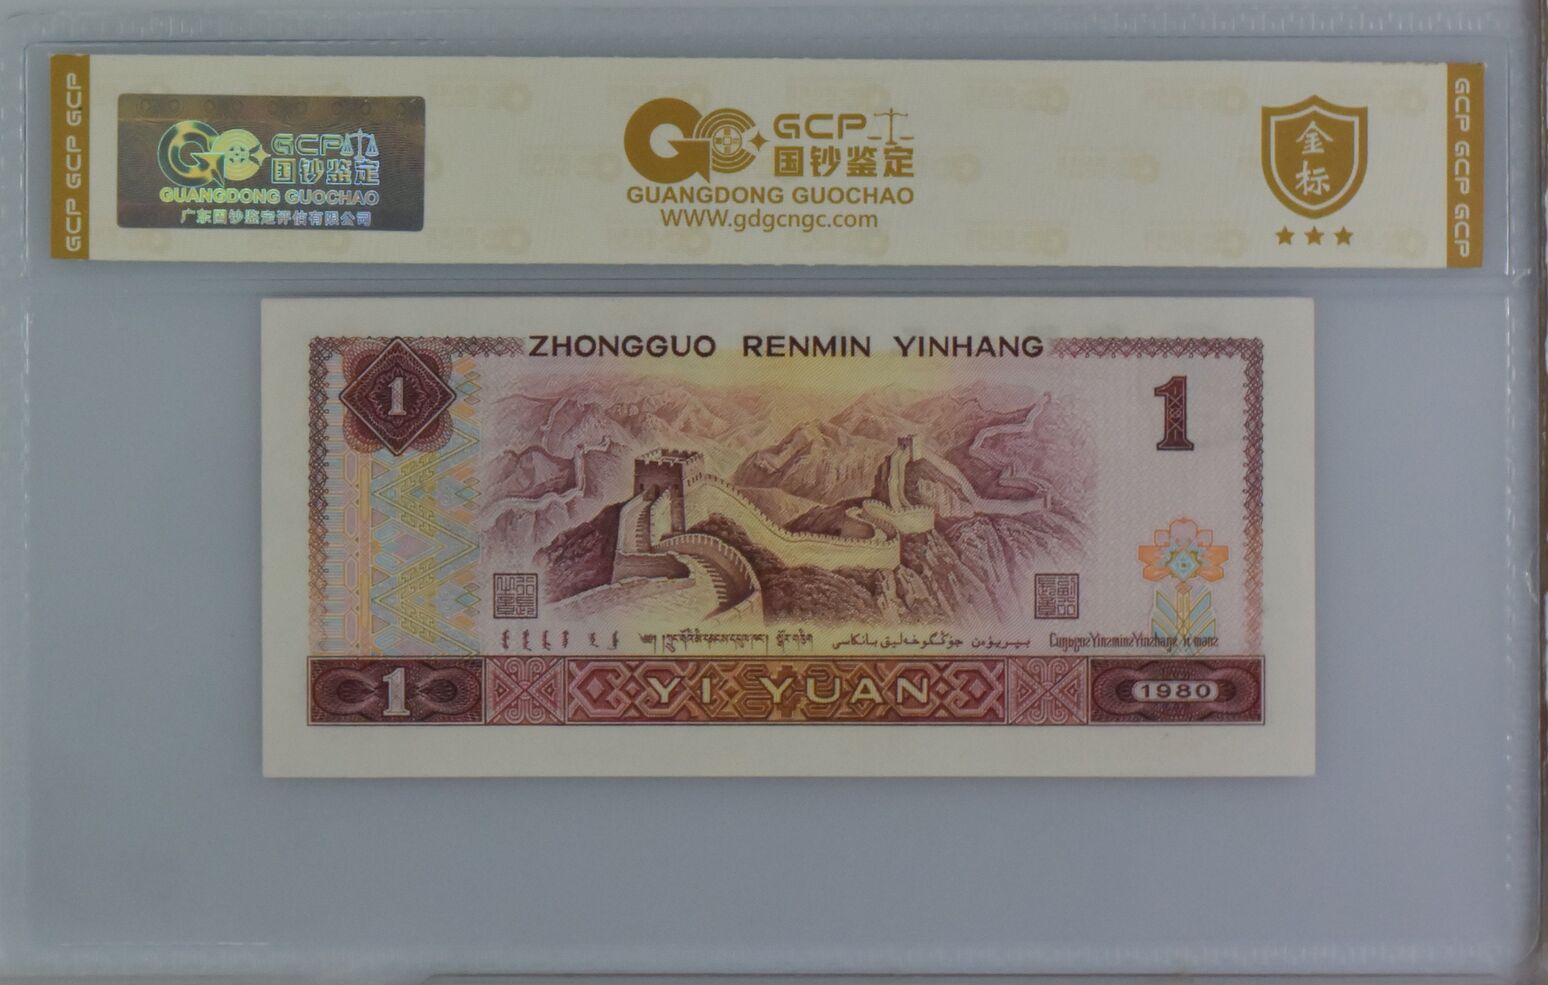 GCP GCP GCP
GCP
国钞鉴定
GUANGDONG GUOCHAO
广东国钞鉴定评估有限公司
GCP
国钞鉴定
GUANGDONG GUOCHAO
WWW.gdgcngc.com
金
标
GCP GCP GCP
ZHONGGUO RENMIN YINHANG
1
1
1
YI YUAN
1980